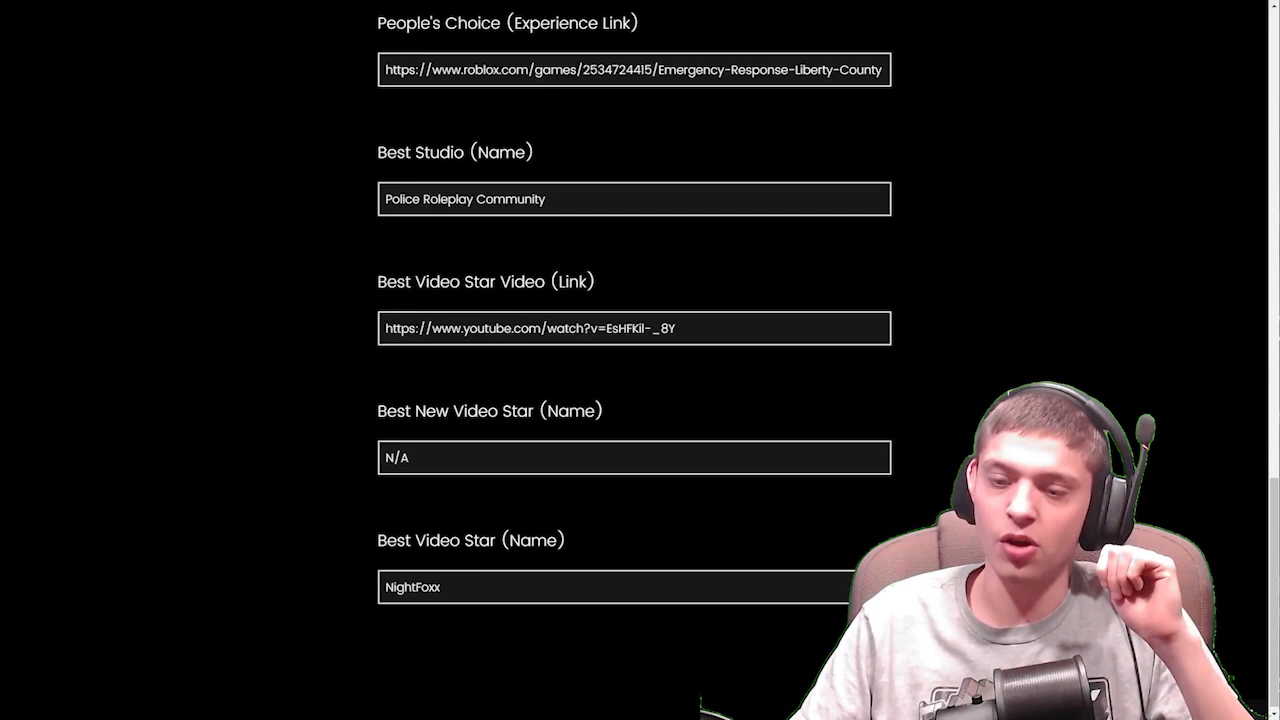 People's Choice (Experience Link)
https://www.roblox.com/games/2534724415/Emergency-Response-Liberty-County
Best Studio (Name)
Police Roleplay Community
Best Video Star Video (Link)
https://www.youtube.com/watch?v=EsHFKil-_8Y
Best New Video Star (Name)
N/A
Best Video Star (Name)
NightFoxx